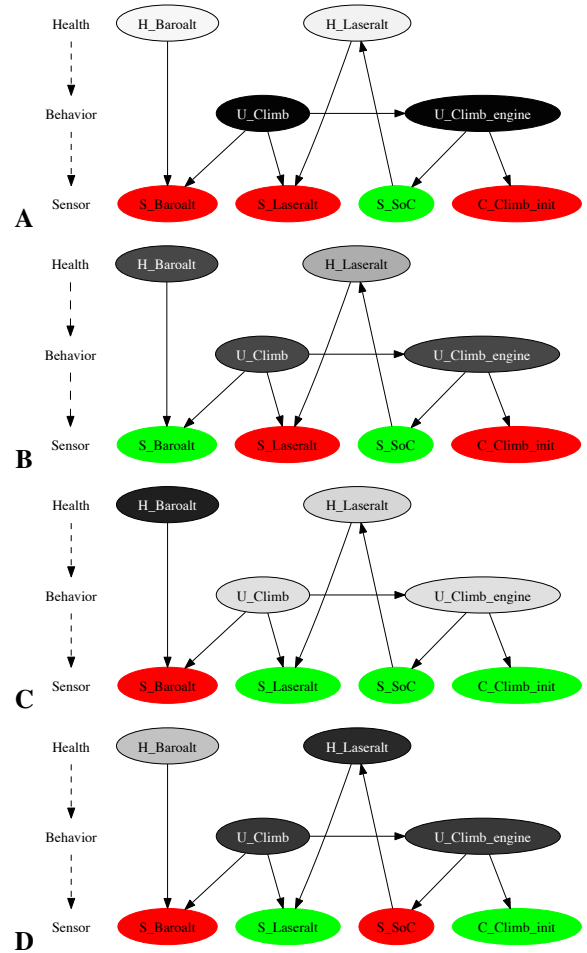 Health H_Baroalt H_Laseralt
Behavior U_Climb U_Climb_engine
Sensor S_Baroalt S_Laseralt S_SoC C_Climb_init
A
Health H_Baroalt H_Laseralt
Behavior U_Climb U_Climb_engine
Sensor S_Baroalt S_Laseralt S_SoC C_Climb_init
B
Health H_Baroalt H_Laseralt
Behavior U_Climb U_Climb_engine
Sensor S_Baroalt S_Laseralt S_SoC C_Climb_init
C
Health H_Baroalt H_Laseralt
Behavior U_Climb U_Climb_engine
Sensor S_Baroalt S_Laseralt S_SoC C_Climb_init
D